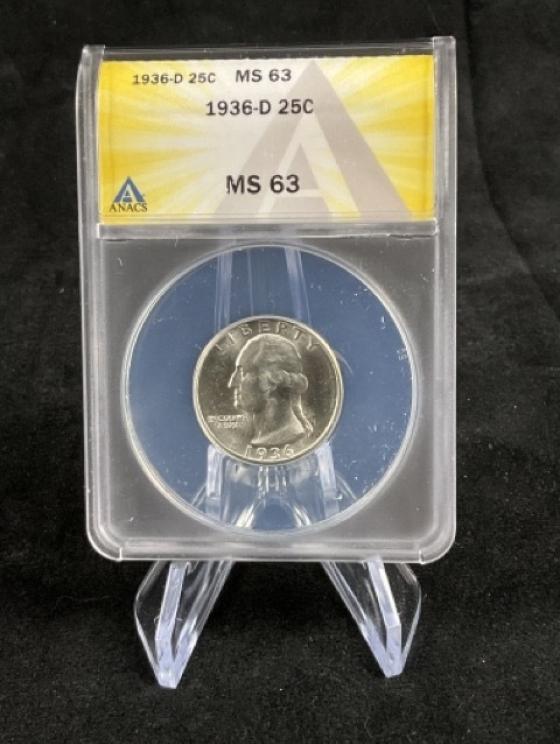 1936-D 25C MS 63
1936-D 25C
MS 63
ANACS
LIBERTY
IN GOD WE
TRUST
1936